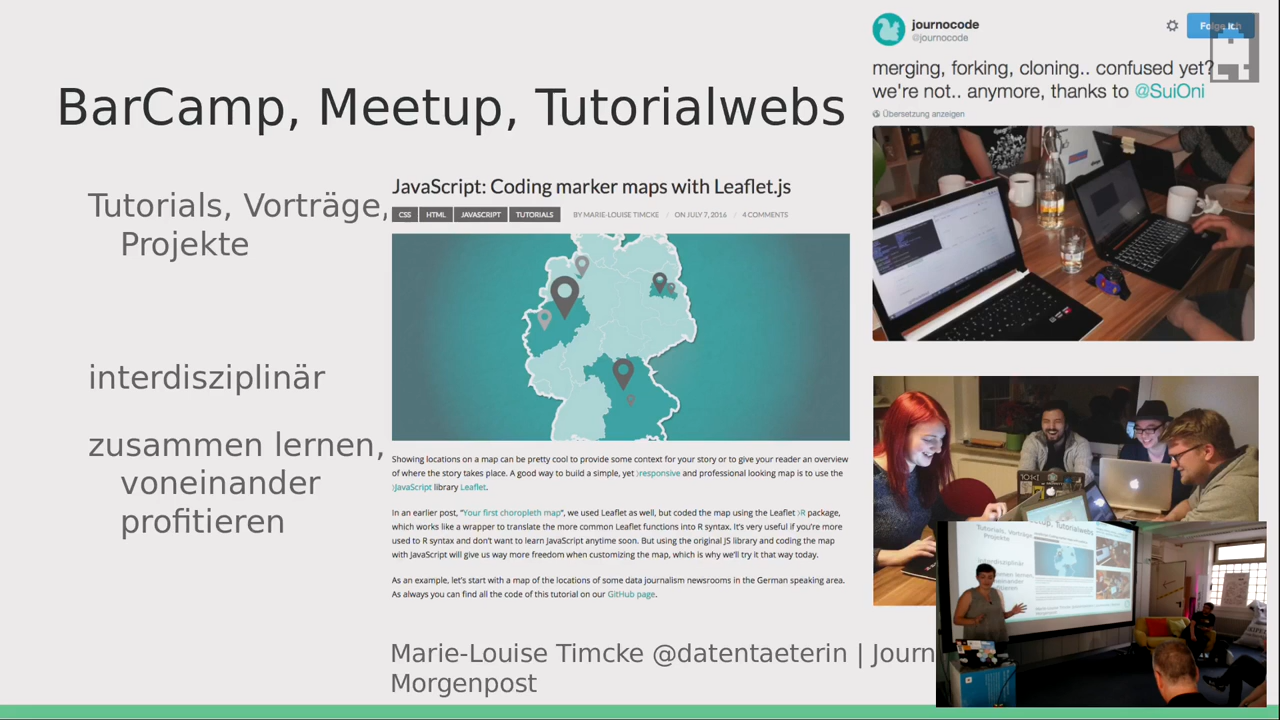 BarCamp, Meetup, Tutorialwebs
Tutorials, Vorträge,
Projekte
interdisziplinär
zusammen lernen,
voneinander
profitieren
JavaScript: Coding marker maps with Leaflet.js
CSS HTML JAVASCRIPT TUTORIALS BY MARIE-LOUISE TIMCKE / ON JULY 7, 2016 / 4 COMMENTS
Showing locations on a map can be pretty cool to provide some context for your story or to give your reader an overview
of where the story takes place. A good way to build a simple, yet 〉responsive and professional looking map is to use the
〉JavaScript library Leaflet.
In an earlier post, "Your first choropleth map", we used Leaflet as well, but coded the map using the Leaflet 〉R package,
which works like a wrapper to translate the more common Leaflet functions into R syntax. It's very useful if you're more
used to R syntax and don't want to learn JavaScript anytime soon. But using the original JS library and coding the map
with JavaScript will give us way more freedom when customizing the map, which is why we'll try it that way today.
As an example, let's start with a map of the locations of some data journalism newsrooms in the German speaking area.
As always you can find all the code of this tutorial on our GitHub page.
Marie-Louise Timcke @datentaeterin | Journ
Morgenpost
journocode
@journocode
Folge ich
merging, forking, cloning.. confused yet?
we're not.. anymore, thanks to @SuiOni
Übersetzung anzeigen
Tutorials, Vorträge,
Projekte